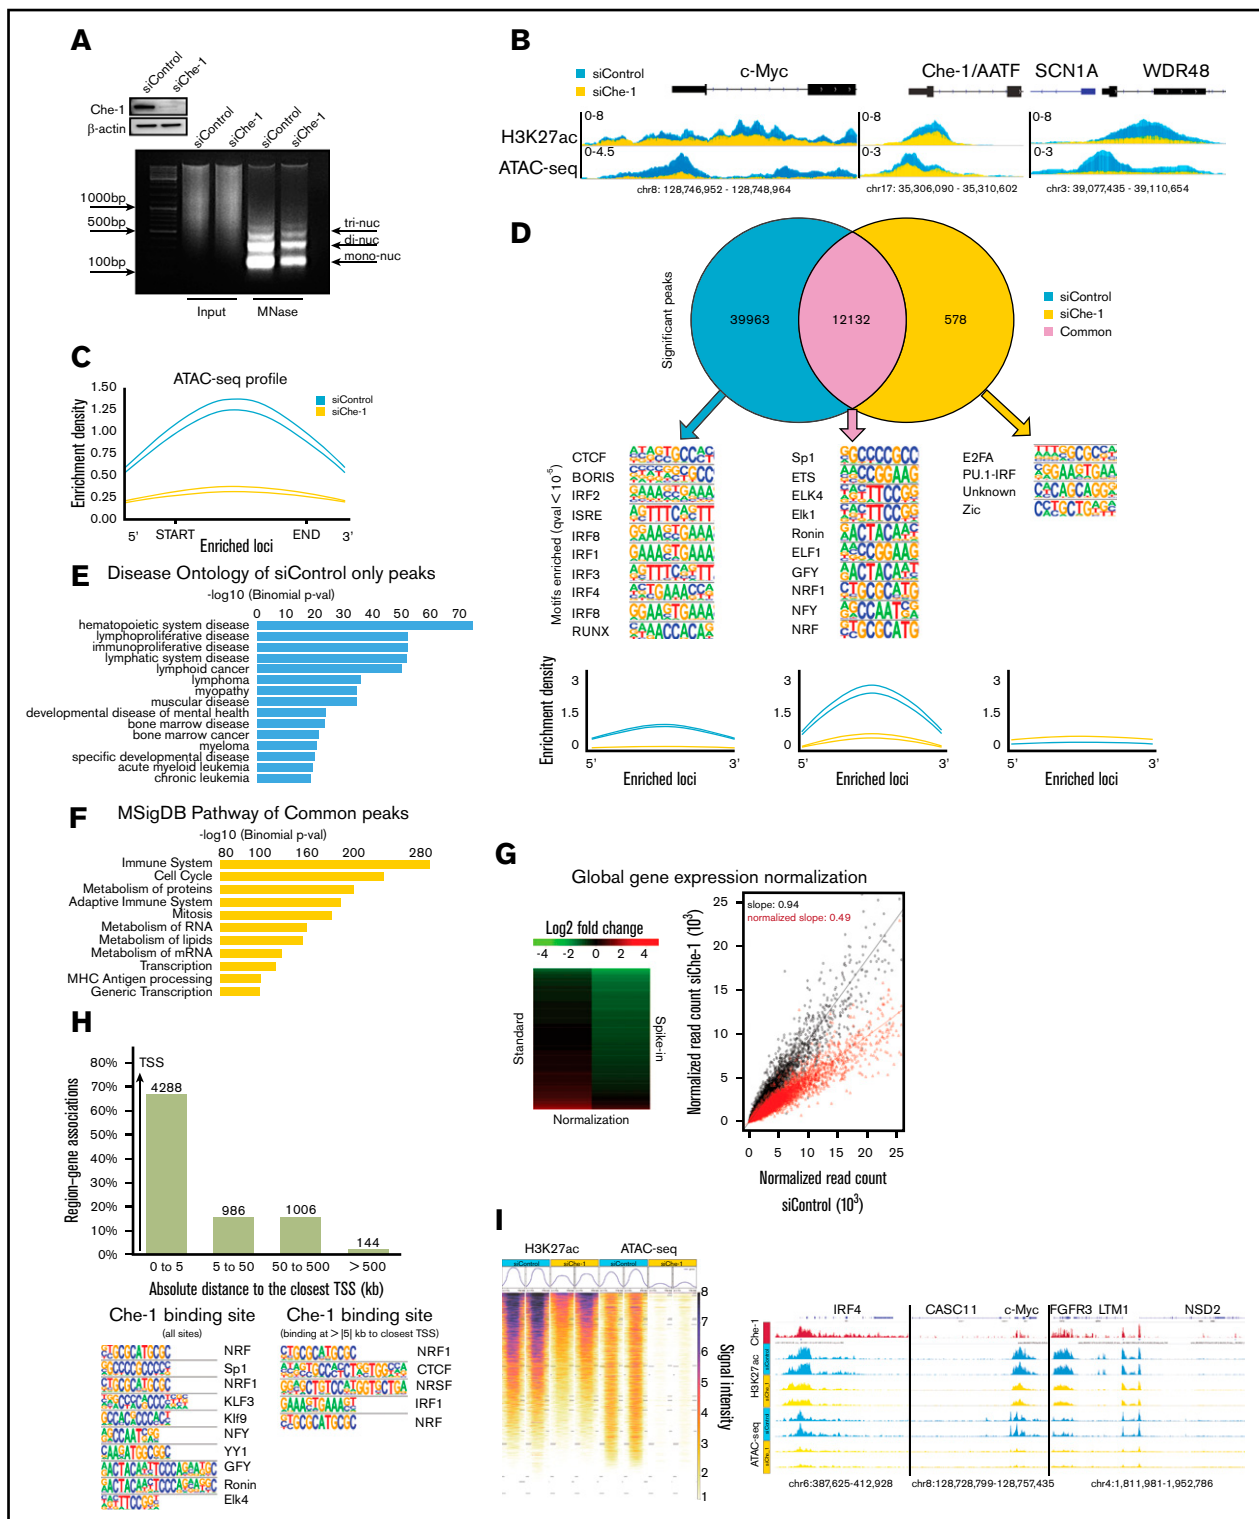 A
siControl
siChe-1
Che-1
β-actin
siControl
siChe-1
siControl
siChe-1
1000bp
500bp
100bp
tri-nuc
di-nuc
mono-nuc
Input
MNase
B
siControl
siChe-1
c-Myc
Che-1/AATF
SCN1A
WDR48
H3K27ac
0-8
0-8
0-8
ATAC-seq
0-4.5
0-3
0-3
chr8: 128,746,952 - 128,748,964
chr17: 35,306,090 - 35,310,602
chr3: 39,077,435 - 39,110,654
C
ATAC-seq profile
siControl
siChe-1
Enrichment density
1.50
1.25
1.00
0.75
0.50
0.25
0.00
5'
START
END
3'
Enriched loci
D
Significant peaks
39963
12132
578
siControl
siChe-1
Common
Motifs enriched (qval < 10-5)
CTCF
BORIS
IRF2
ISRE
IRF8
IRF1
IRF3
IRF4
IRF8
RUNX
Sp1
ETS
ELK4
Elk1
Ronin
ELF1
GFY
NRF1
NFY
NRF
E2FA
PU.1-IRF
Unknown
Zic
Enrichment density
3
1.5
0
5'
3'
Enriched loci
3
1.5
0
5'
3'
Enriched loci
3
1.5
0
5'
3'
Enriched loci
E
Disease Ontology of siControl only peaks
-log10 (Binomial p-val)
0 10 20 30 40 50 60 70
hematopoietic system disease
lymphoproliferative disease
immunoproliferative disease
lymphatic system disease
lymphoid cancer
lymphoma
myopathy
muscular disease
developmental disease of mental health
bone marrow disease
bone marrow cancer
myeloma
specific developmental disease
acute myeloid leukemia
chronic leukemia
F
MSigDB Pathway of Common peaks
-log10 (Binomial p-val)
80 100 160 200 280
Immune System
Cell Cycle
Metabolism of proteins
Adaptive Immune System
Mitosis
Metabolism of RNA
Metabolism of lipids
Metabolism of mRNA
Transcription
MHC Antigen processing
Generic Transcription
G
Global gene expression normalization
Log2 fold change
-4 -2 0 2 4
Standard
Spike-in
Normalization
slope: 0.94
normalized slope: 0.49
Normalized read count siChe-1 (10³)
25
20
15
10
5
0
0 5 10 15 20 25
Normalized read count
siControl (10³)
H
Region-gene associations
80%
70%
60%
50%
40%
30%
20%
10%
0%
TSS
4288
986
1006
144
0 to 5
5 to 50
50 to 500
> 500
Absolute distance to the closest TSS (kb)
Che-1 binding site
(all sites)
NRF
Sp1
NRF1
KLF3
Klf9
NFY
YY1
GFY
Ronin
Elk4
Che-1 binding site
(binding at > |5| kb to closest TSS)
NRF1
CTCF
NRSF
IRF1
NRF
I
H3K27ac
ATAC-seq
siControl
siChe-1
siControl
siChe-1
Signal intensity
8
7
6
5
4
3
2
1
IRF4
CASC11
c-Myc
FGFR3
LTM1
NSD2
Che-1
H3K27ac
siControl
siChe_1
ATAC-seq
siControl
siChe_1
chr6:387,625-412,928
chr8:128,728,799-128,757,435
chr4:1,811,981-1,952,786